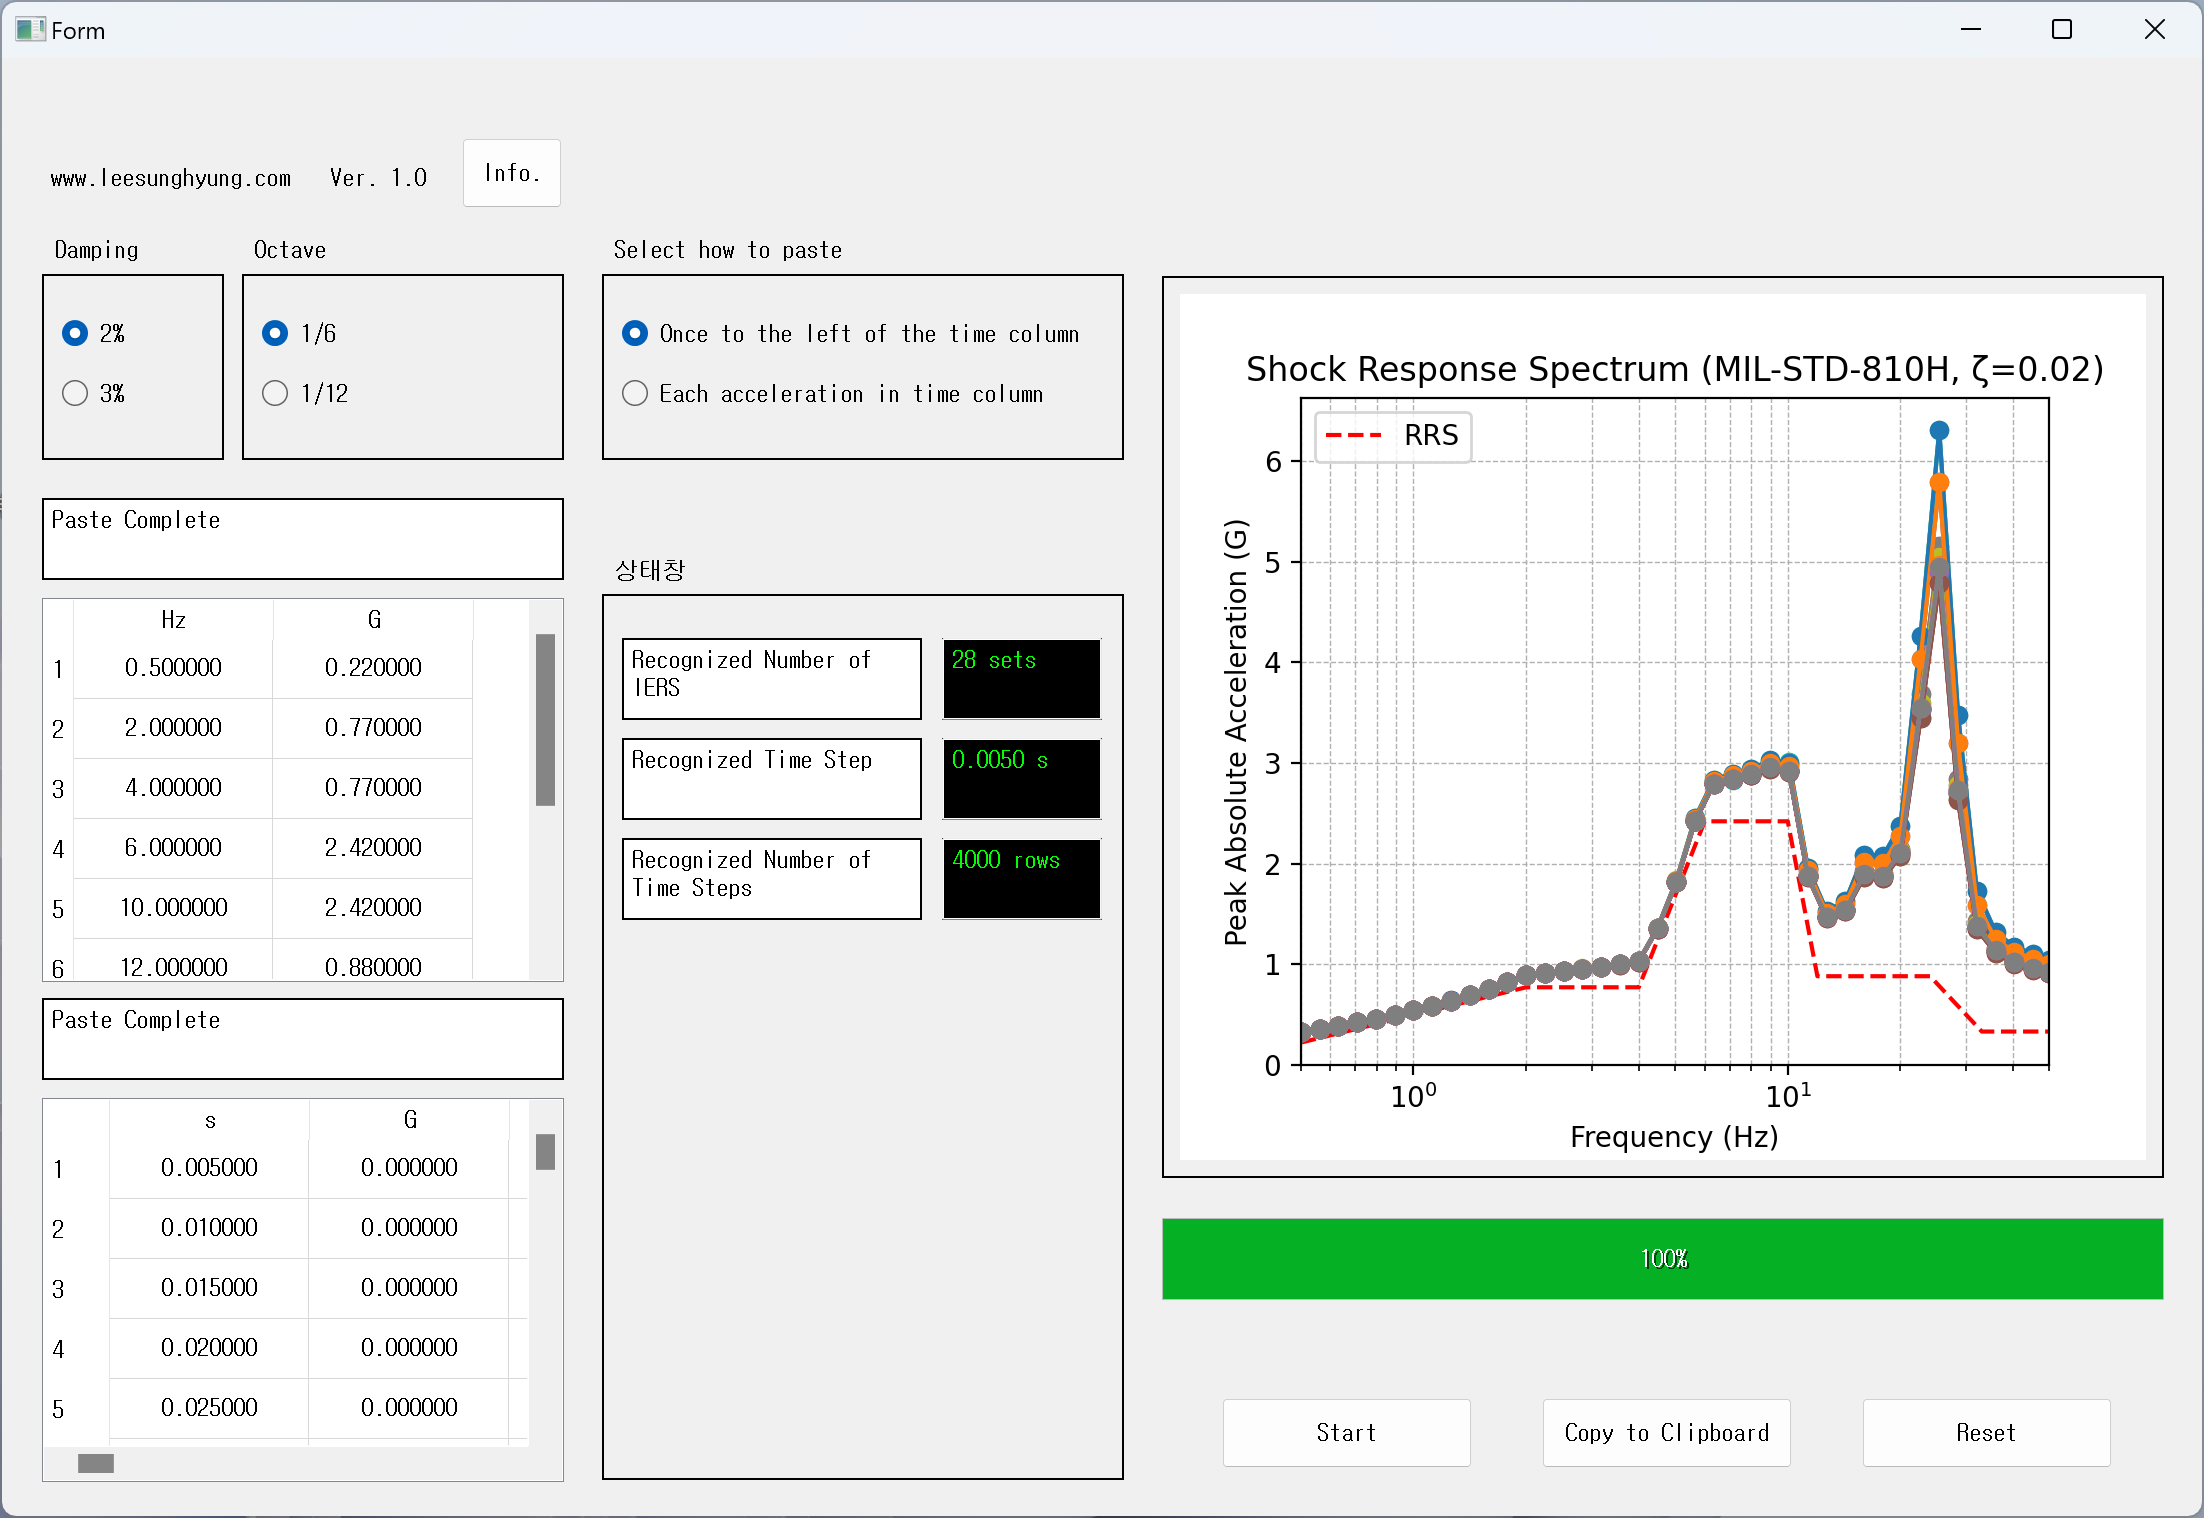 Form
www.leesunghyung.com Ver. 1.0 Info.
Damping
2%
3%
Octave
1/6
1/12
Select how to paste
Once to the left of the time column
Each acceleration in time column
Paste Complete
Hz G
1 0.500000 0.220000
2 2.000000 0.770000
3 4.000000 0.770000
4 6.000000 2.420000
5 10.000000 2.420000
6 12.000000 0.880000
Paste Complete
s G
1 0.005000 0.000000
2 0.010000 0.000000
3 0.015000 0.000000
4 0.020000 0.000000
5 0.025000 0.000000
상태창
Recognized Number of
IERS
28 sets
Recognized Time Step
0.0050 s
Recognized Number of
Time Steps
4000 rows
Shock Response Spectrum (MIL-STD-810H, ζ=0.02)
RRS
Peak Absolute Acceleration (G)
6
5
4
3
2
1
0
10⁰ 10¹
Frequency (Hz)
100%
Start Copy to Clipboard Reset